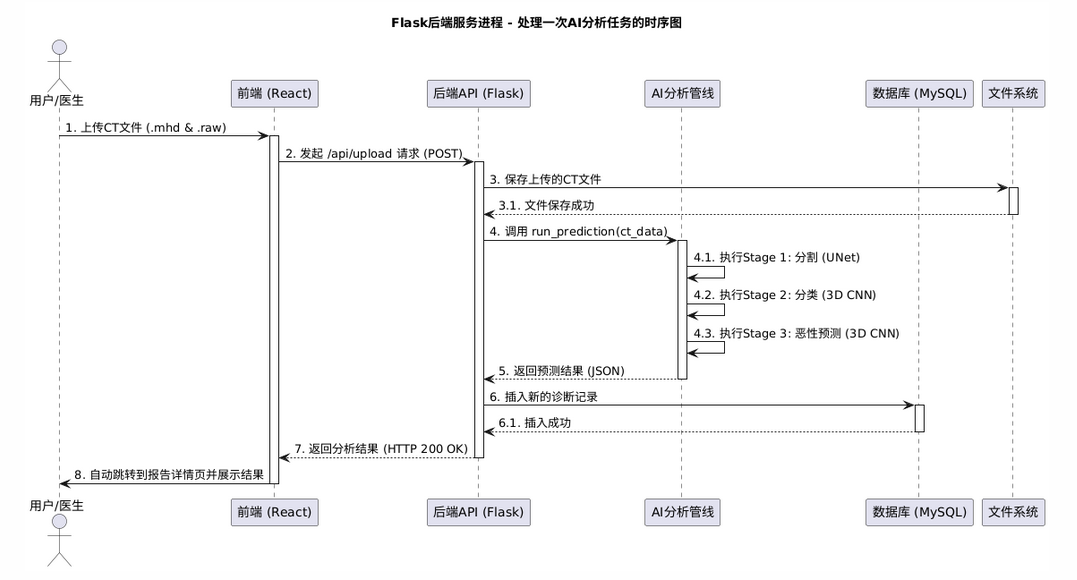 Flask后端服务进程 - 处理一次AI分析任务的时序图
用户/医生
前端 (React)
后端API (Flask)
AI分析管线
数据库 (MySQL)
文件系统
1. 上传CT文件 (.mhd & .raw)
2. 发起 /api/upload 请求 (POST)
3. 保存上传的CT文件
3.1. 文件保存成功
4. 调用 run_prediction(ct_data)
4.1. 执行Stage 1: 分割 (UNet)
4.2. 执行Stage 2: 分类 (3D CNN)
4.3. 执行Stage 3: 恶性预测 (3D CNN)
5. 返回预测结果 (JSON)
6. 插入新的诊断记录
6.1. 插入成功
7. 返回分析结果 (HTTP 200 OK)
8. 自动跳转到报告详情页并展示结果
用户/医生
前端 (React)
后端API (Flask)
AI分析管线
数据库 (MySQL)
文件系统